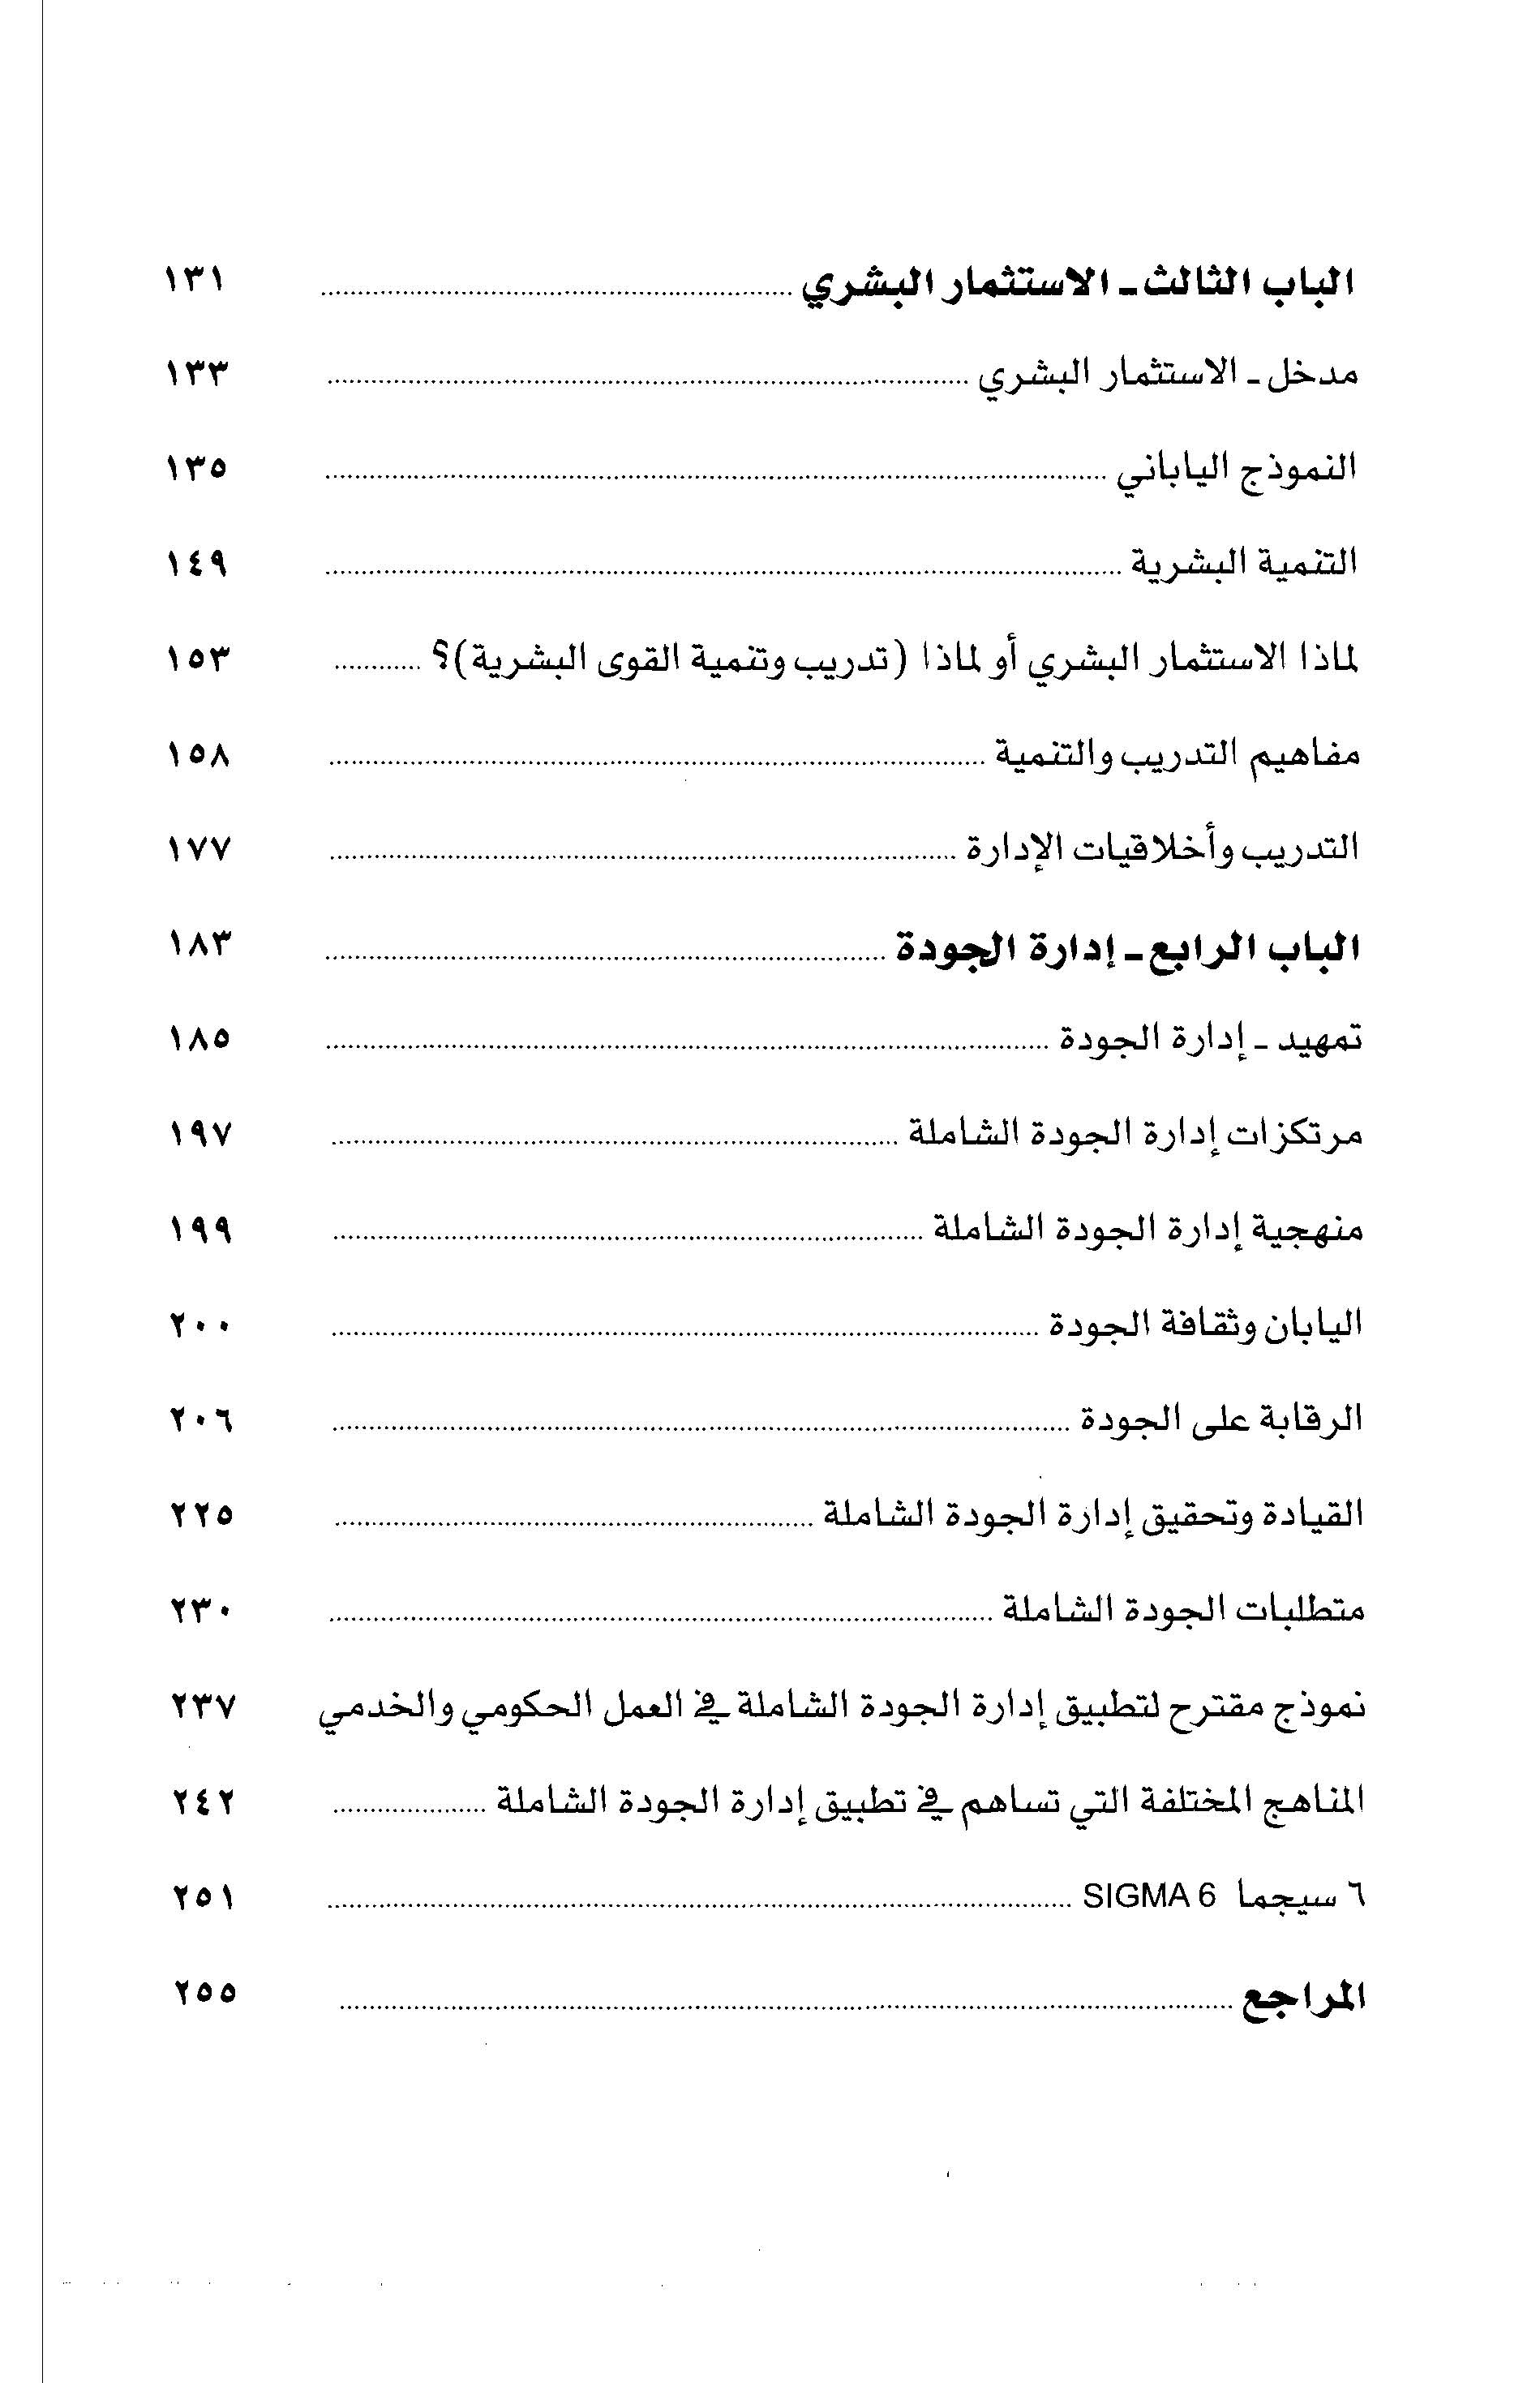 الباب الثالث ـ الاستثمار البشري ........ ١٣١
مدخل ـ الاستثمار البشري ........ ١٣٣
النموذج الياباني ........ ١٣٥
التنمية البشرية ........ ١٤٩
لماذا الاستثمار البشري أو لماذا (تدريب وتنمية القوى البشرية)؟ ........ ١٥٣
مفاهيم التدريب والتنمية ........ ١٥٨
التدريب وأخلاقيات الإدارة ........ ١٧٧
الباب الرابع ـ إدارة الجودة ........ ١٨٣
تمهيد ـ إدارة الجودة ........ ١٨٥
مرتكزات إدارة الجودة الشاملة ........ ١٩٧
منهجية إدارة الجودة الشاملة ........ ١٩٩
اليابان وثقافة الجودة ........ ٢٠٠
الرقابة على الجودة ........ ٢٠٦
القيادة وتحقيق إدارة الجودة الشاملة ........ ٢٢٥
متطلبات الجودة الشاملة ........ ٢٣٠
نموذج مقترح لتطبيق إدارة الجودة الشاملة في العمل الحكومي والخدمي ٢٣٧
المناهج المختلفة التي تساهم في تطبيق إدارة الجودة الشاملة ........ ٢٤٢
٦ سيجما SIGMA 6 ........ ٢٥١
المراجع ........ ٢٥٥